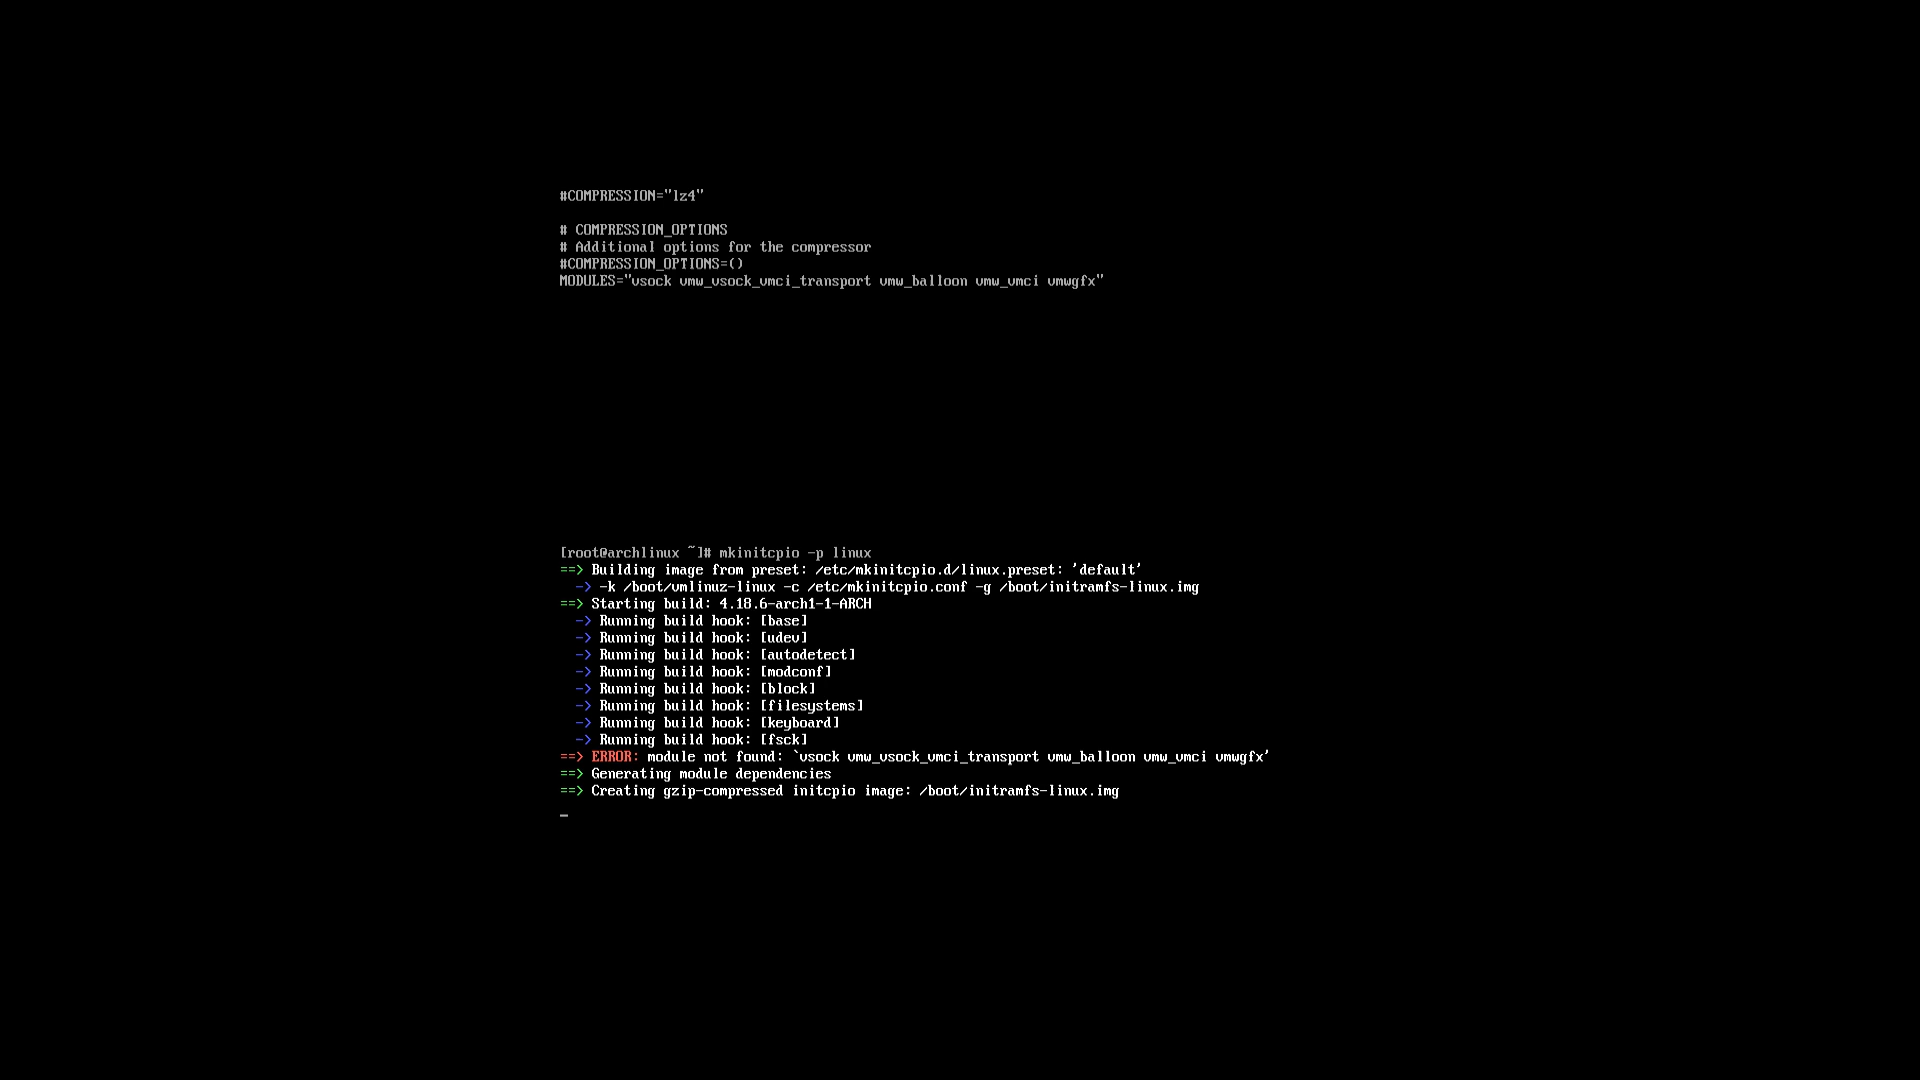 #COMPRESSION="lz4"
# COMPRESSION_OPTIONS
# Additional options for the compressor
#COMPRESSION_OPTIONS=()
MODULES="vsock vmw_vsock_vmci_transport vmw_balloon vmw_vmci vmwgfx"
[root@archlinux ~]# mkinitcpio -p linux
==> Building image from preset: /etc/mkinitcpio.d/linux.preset: 'default'
-> -k /boot/vmlinuz-linux -c /etc/mkinitcpio.conf -g /boot/initramfs-linux.img
==> Starting build: 4.18.6-arch1-1-ARCH
-> Running build hook: [base]
-> Running build hook: [udev]
-> Running build hook: [autodetect]
-> Running build hook: [modconf]
-> Running build hook: [block]
-> Running build hook: [filesystems]
-> Running build hook: [keyboard]
-> Running build hook: [fsck]
==> ERROR: module not found: `vsock vmw_vsock_vmci_transport vmw_balloon vmw_vmci vmwgfx'
==> Generating module dependencies
==> Creating gzip-compressed initcpio image: /boot/initramfs-linux.img
_